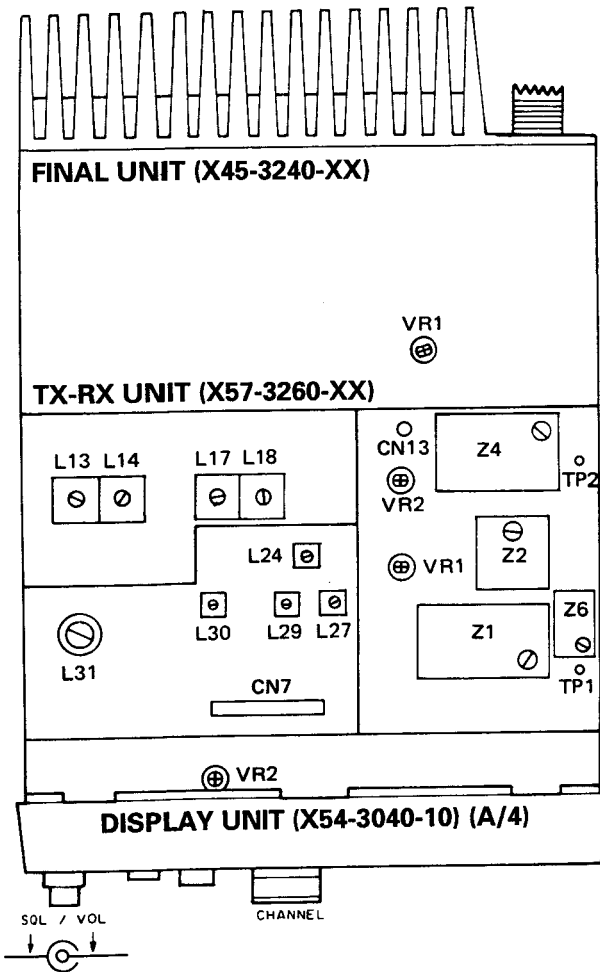 FINAL UNIT (X45-3240-XX)
VR1
TX-RX UNIT (X57-3260-XX)
L13 L14 L17 L18
CN13
Z4
TP2
VR2
L24
VR1
Z2
L30 L29 L27
Z6
Z1
L31
CN7
TP1
VR2
DISPLAY UNIT (X54-3040-10) (A/4)
SQL / VOL
CHANNEL